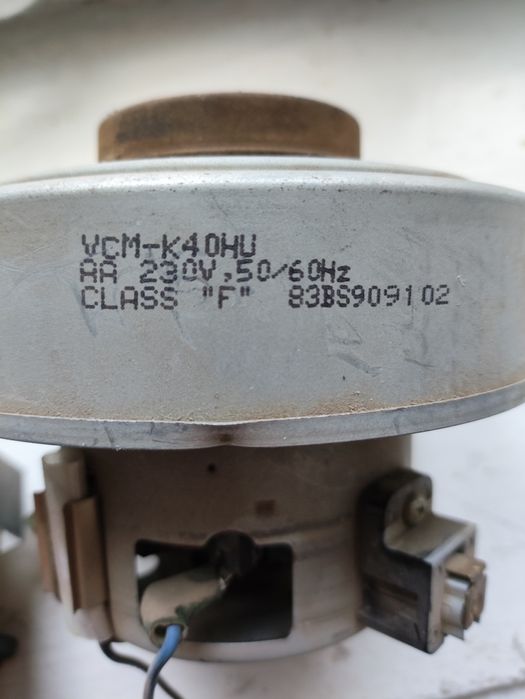 VCM-K40HU
AA 230V,50/60Hz
CLASS "F" 83BS909102